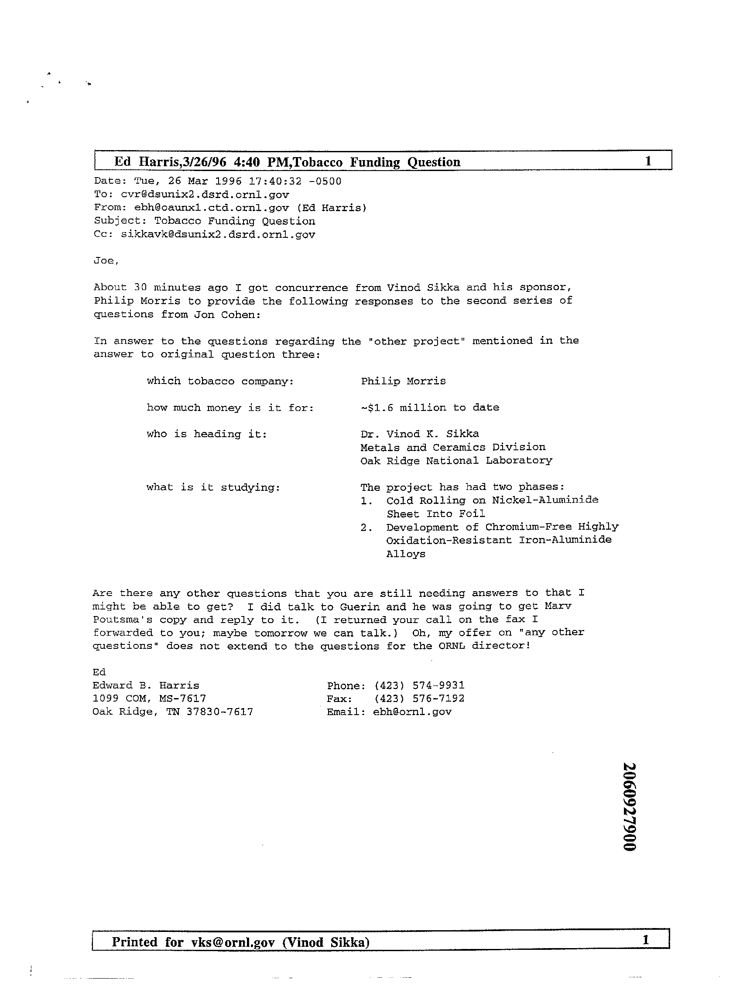 Ed Harris,3/26/96 4:40 PM,Tobacco Funding Question 1
Date: Tue, 26 Mar 1996 17:40:32 -0500
To: cvr@dsunix2.dsrd.ornl.gov
From: ebh@oaunx1.ctd.ornl.gov (Ed Harris)
Subject: Tobacco Funding Question
Cc: sikkavk@dsunix2.dsrd.ornl.gov
Joe,
About 30 minutes ago I got concurrence from Vinod Sikka and his sponsor,
Philip Morris to provide the following responses to the second series of
questions from Jon Cohen:
In answer to the questions regarding the "other project" mentioned in the
answer to original question three:
which tobacco company: Philip Morris
how much money is it for: ~$1.6 million to date
who is heading it: Dr. Vinod K. Sikka
Metals and Ceramics Division
Oak Ridge National Laboratory
what is it studying: The project has had two phases:
1. Cold Rolling on Nickel-Aluminide
Sheet Into Foil
2. Development of Chromium-Free Highly
Oxidation-Resistant Iron-Aluminide
Alloys
Are there any other questions that you are still needing answers to that I
might be able to get? I did talk to Guerin and he was going to get Marv
Poutsma's copy and reply to it. (I returned your call on the fax I
forwarded to you; maybe tomorrow we can talk.) Oh, my offer on "any other
questions" does not extend to the questions for the ORNL director!
Ed
Edward B. Harris Phone: (423) 574-9931
1099 COM, MS-7617 Fax: (423) 576-7192
Oak Ridge, TN 37830-7617 Email: ebh@ornl.gov
2060927900
Printed for vks@ornl.gov (Vinod Sikka) 1